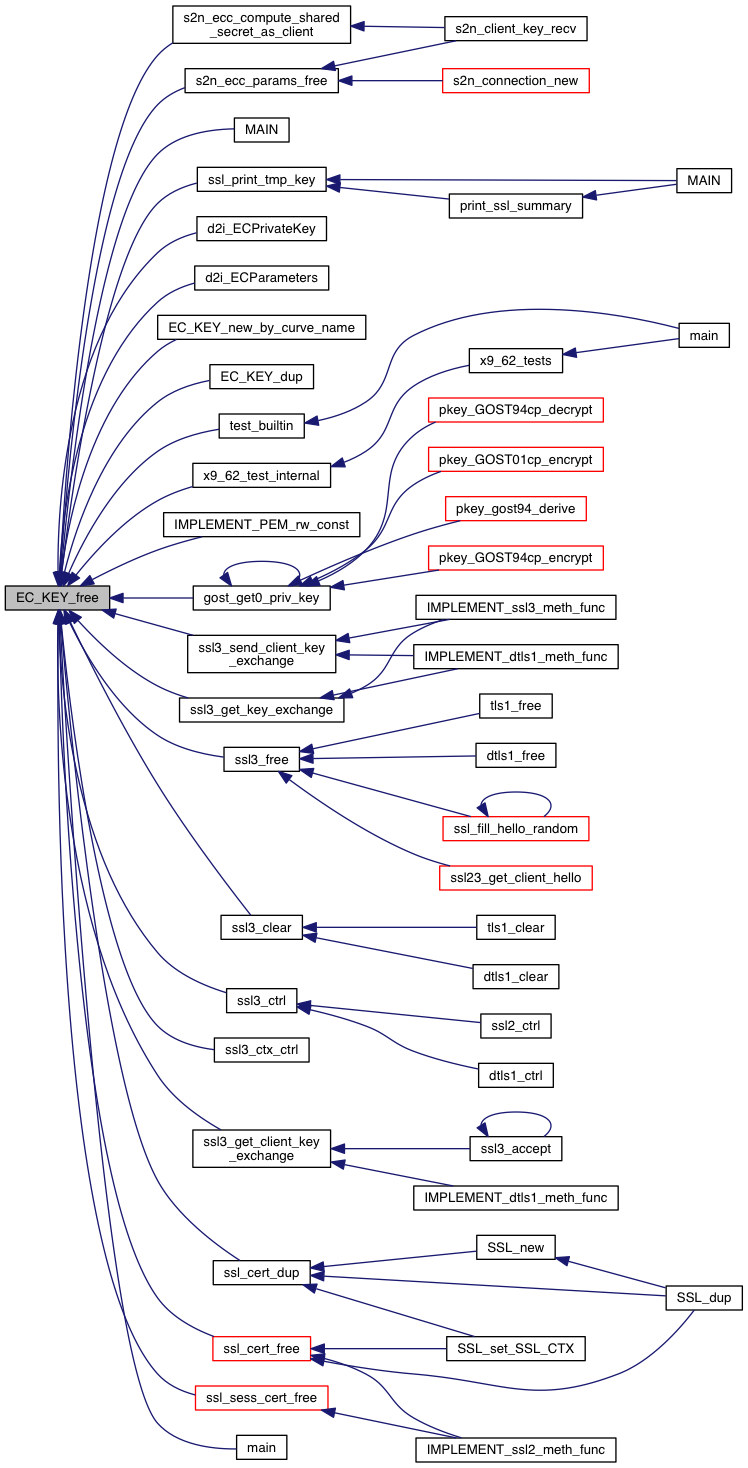 s2n_ecc_compute_shared
_secret_as_client
s2n_client_key_recv
s2n_ecc_params_free
s2n_connection_new
MAIN
ssl_print_tmp_key
MAIN
print_ssl_summary
d2i_ECPrivateKey
d2i_ECParameters
EC_KEY_new_by_curve_name
main
x9_62_tests
EC_KEY_dup
pkey_GOST94cp_decrypt
test_builtin
pkey_GOST01cp_encrypt
x9_62_test_internal
pkey_gost94_derive
IMPLEMENT_PEM_rw_const
pkey_GOST94cp_encrypt
EC_KEY_free
gost_get0_priv_key
IMPLEMENT_ssl3_meth_func
ssl3_send_client_key
_exchange
IMPLEMENT_dtls1_meth_func
ssl3_get_key_exchange
tls1_free
ssl3_free
dtls1_free
ssl_fill_hello_random
ssl23_get_client_hello
ssl3_clear
tls1_clear
dtls1_clear
ssl3_ctrl
ssl2_ctrl
ssl3_ctx_ctrl
dtls1_ctrl
ssl3_get_client_key
_exchange
ssl3_accept
IMPLEMENT_dtls1_meth_func
SSL_new
ssl_cert_dup
SSL_dup
ssl_cert_free
SSL_set_SSL_CTX
ssl_sess_cert_free
main
IMPLEMENT_ssl2_meth_func